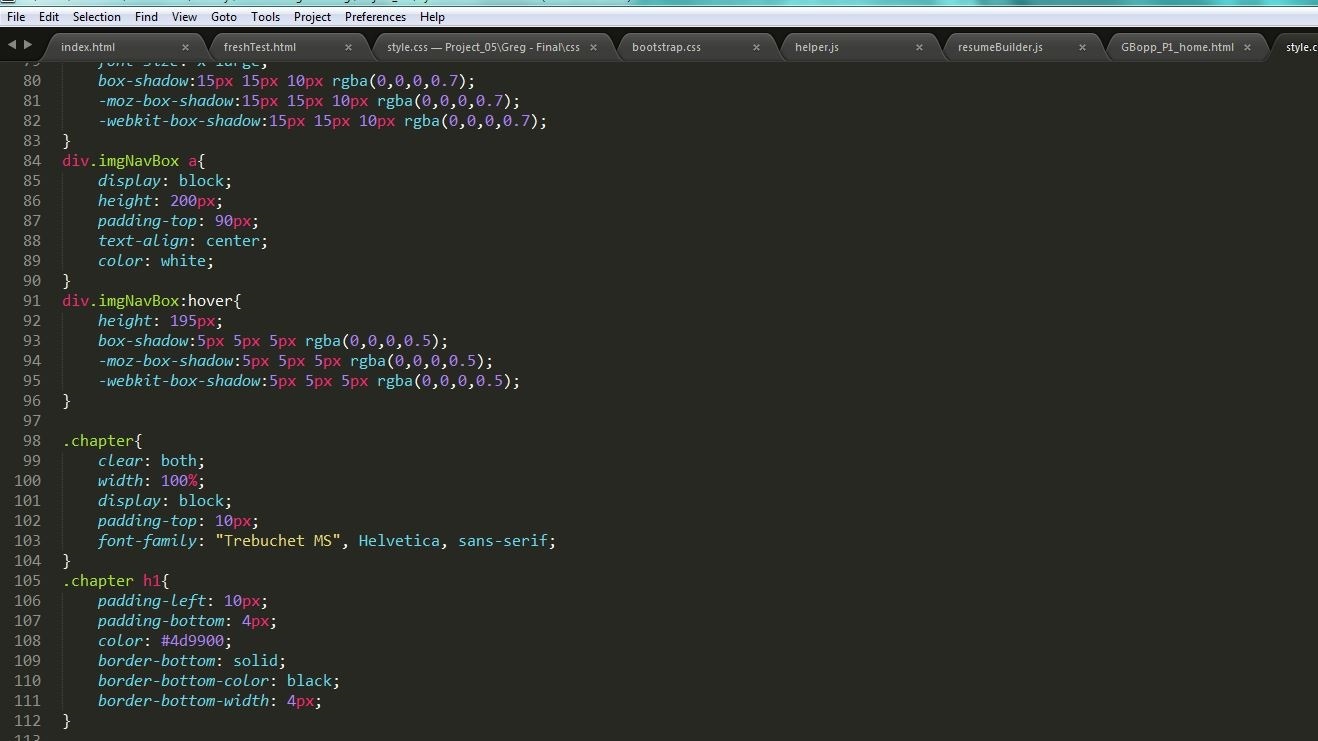 File Edit Selection Find View Goto Tools Project Preferences Help
index.html × freshTest.html × style.css — Project_05\Greg - Final\css × bootstrap.css × helper.js × resumeBuilder.js × GBopp_P1_home.html × style.c
79 font-size: x-large;
80 box-shadow:15px 15px 10px rgba(0,0,0,0.7);
81 -moz-box-shadow:15px 15px 10px rgba(0,0,0,0.7);
82 -webkit-box-shadow:15px 15px 10px rgba(0,0,0,0.7);
83 }
84 div.imgNavBox a{
85 display: block;
86 height: 200px;
87 padding-top: 90px;
88 text-align: center;
89 color: white;
90 }
91 div.imgNavBox:hover{
92 height: 195px;
93 box-shadow:5px 5px 5px rgba(0,0,0,0.5);
94 -moz-box-shadow:5px 5px 5px rgba(0,0,0,0.5);
95 -webkit-box-shadow:5px 5px 5px rgba(0,0,0,0.5);
96 }
97
98 .chapter{
99 clear: both;
100 width: 100%;
101 display: block;
102 padding-top: 10px;
103 font-family: "Trebuchet MS", Helvetica, sans-serif;
104 }
105 .chapter h1{
106 padding-left: 10px;
107 padding-bottom: 4px;
108 color: #4d9900;
109 border-bottom: solid;
110 border-bottom-color: black;
111 border-bottom-width: 4px;
112 }
113